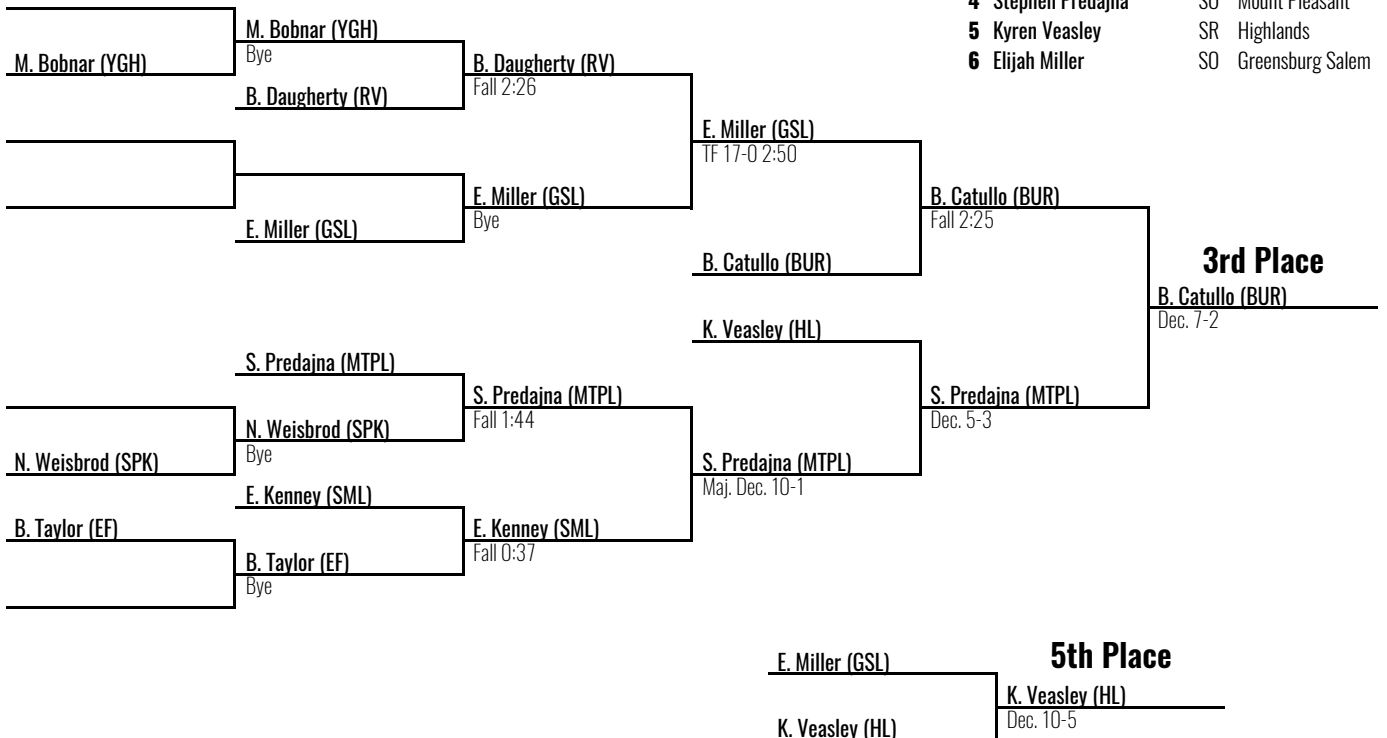 4 Stephen Predajna SO Mount Pleasant
5 Kyren Veasley SR Highlands
6 Elijah Miller SO Greensburg Salem
M. Bobnar (YGH)
M. Bobnar (YGH)
Bye
B. Daugherty (RV)
B. Daugherty (RV)
Fall 2:26
E. Miller (GSL)
E. Miller (GSL)
Bye
E. Miller (GSL)
TF 17-0 2:50
B. Catullo (BUR)
B. Catullo (BUR)
Fall 2:25
3rd Place
B. Catullo (BUR)
Dec. 7-2
K. Veasley (HL)
S. Predajna (MTPL)
S. Predajna (MTPL)
Fall 1:44
S. Predajna (MTPL)
Dec. 5-3
N. Weisbrod (SPK)
N. Weisbrod (SPK)
Bye
S. Predajna (MTPL)
Maj. Dec. 10-1
E. Kenney (SML)
B. Taylor (EF)
E. Kenney (SML)
Fall 0:37
B. Taylor (EF)
Bye
5th Place
E. Miller (GSL)
K. Veasley (HL)
Dec. 10-5
K. Veasley (HL)